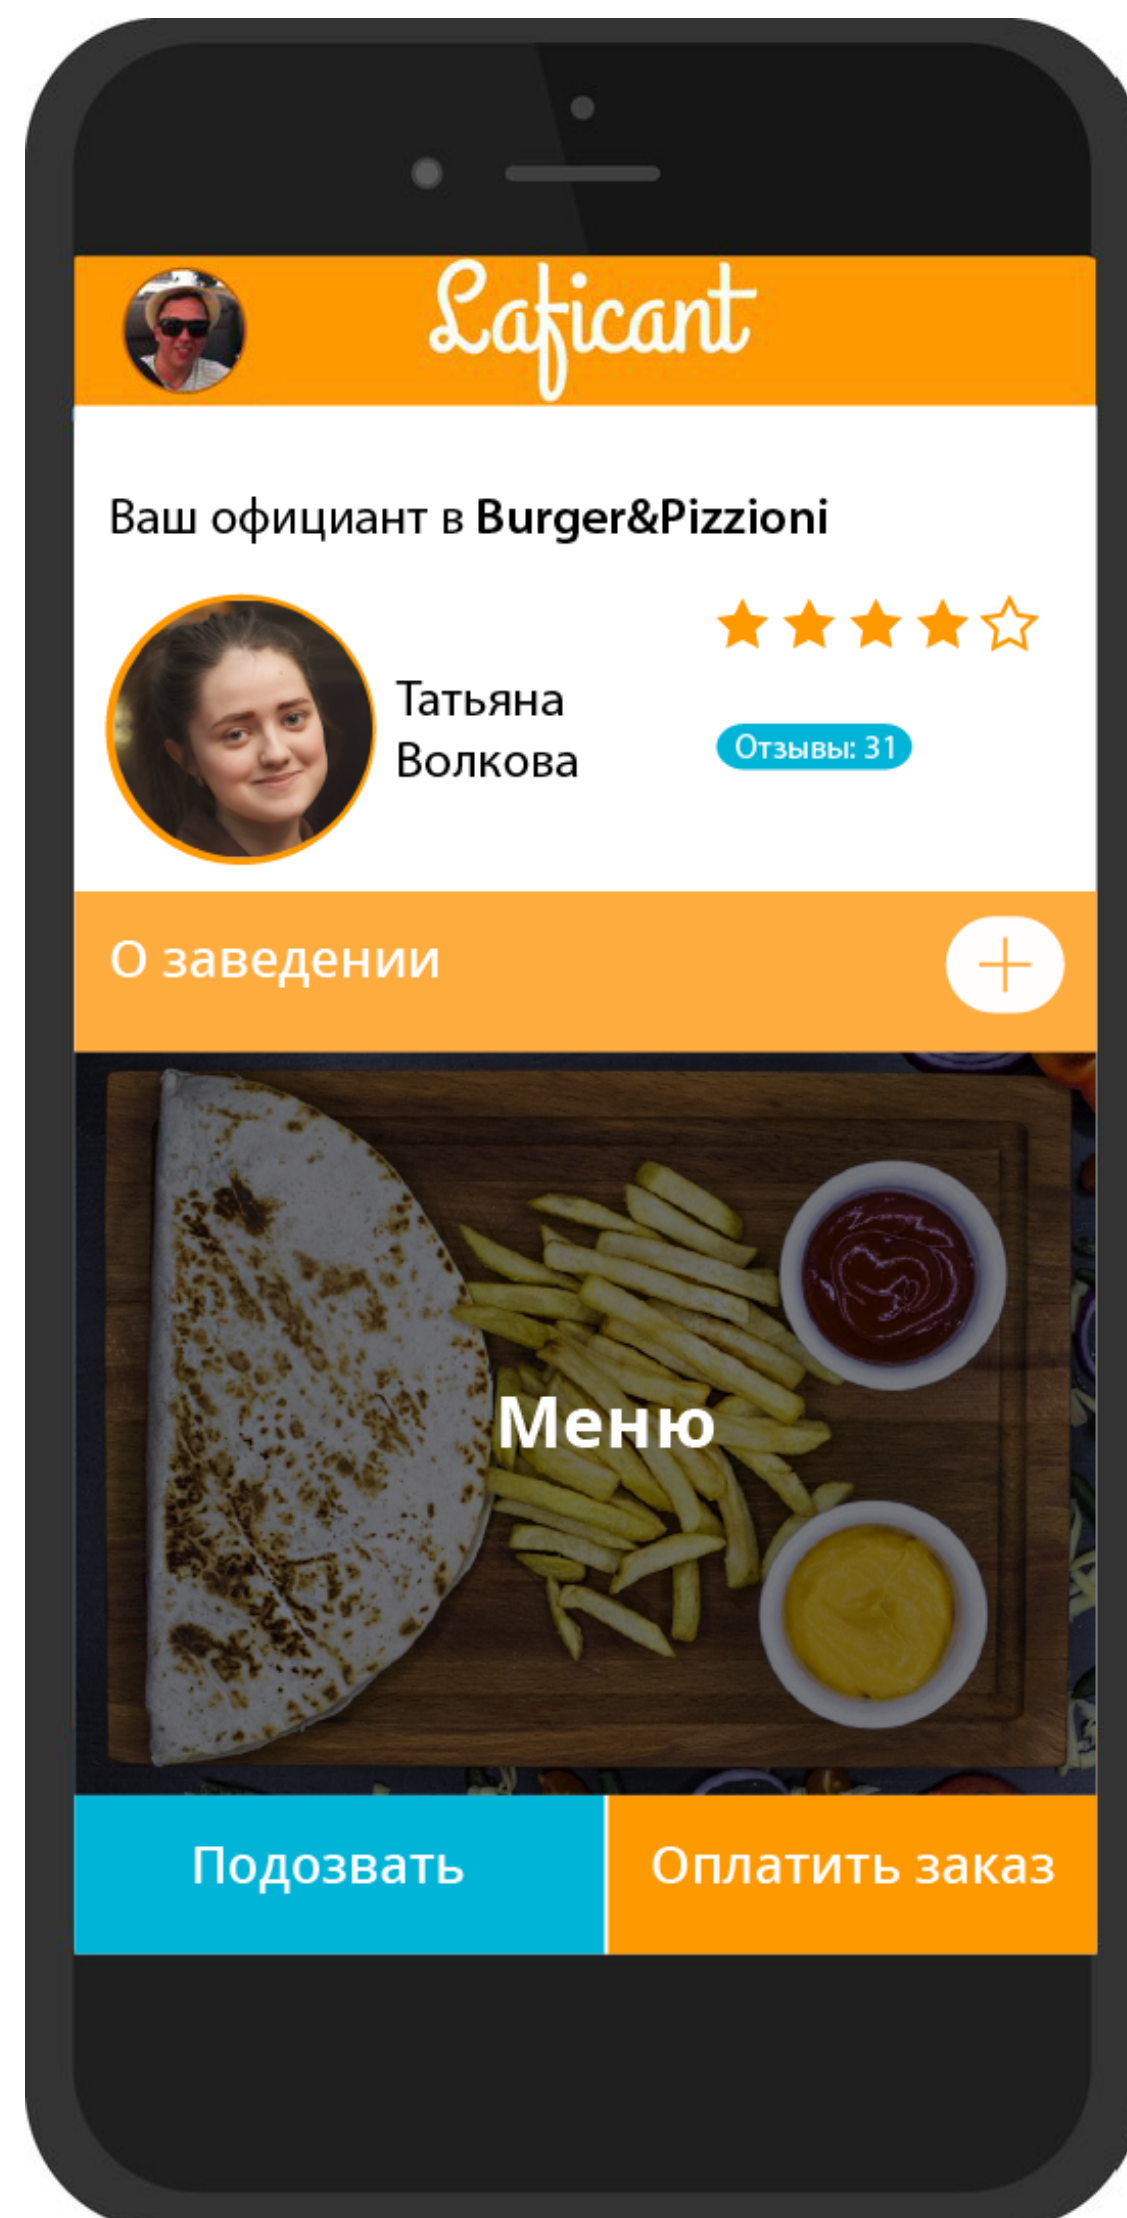 Laficant
Ваш официант в Burger&Pizzioni
Татьяна
Волкова
Отзывы: 31
О заведении
Меню
Подозвать
Оплатить заказ